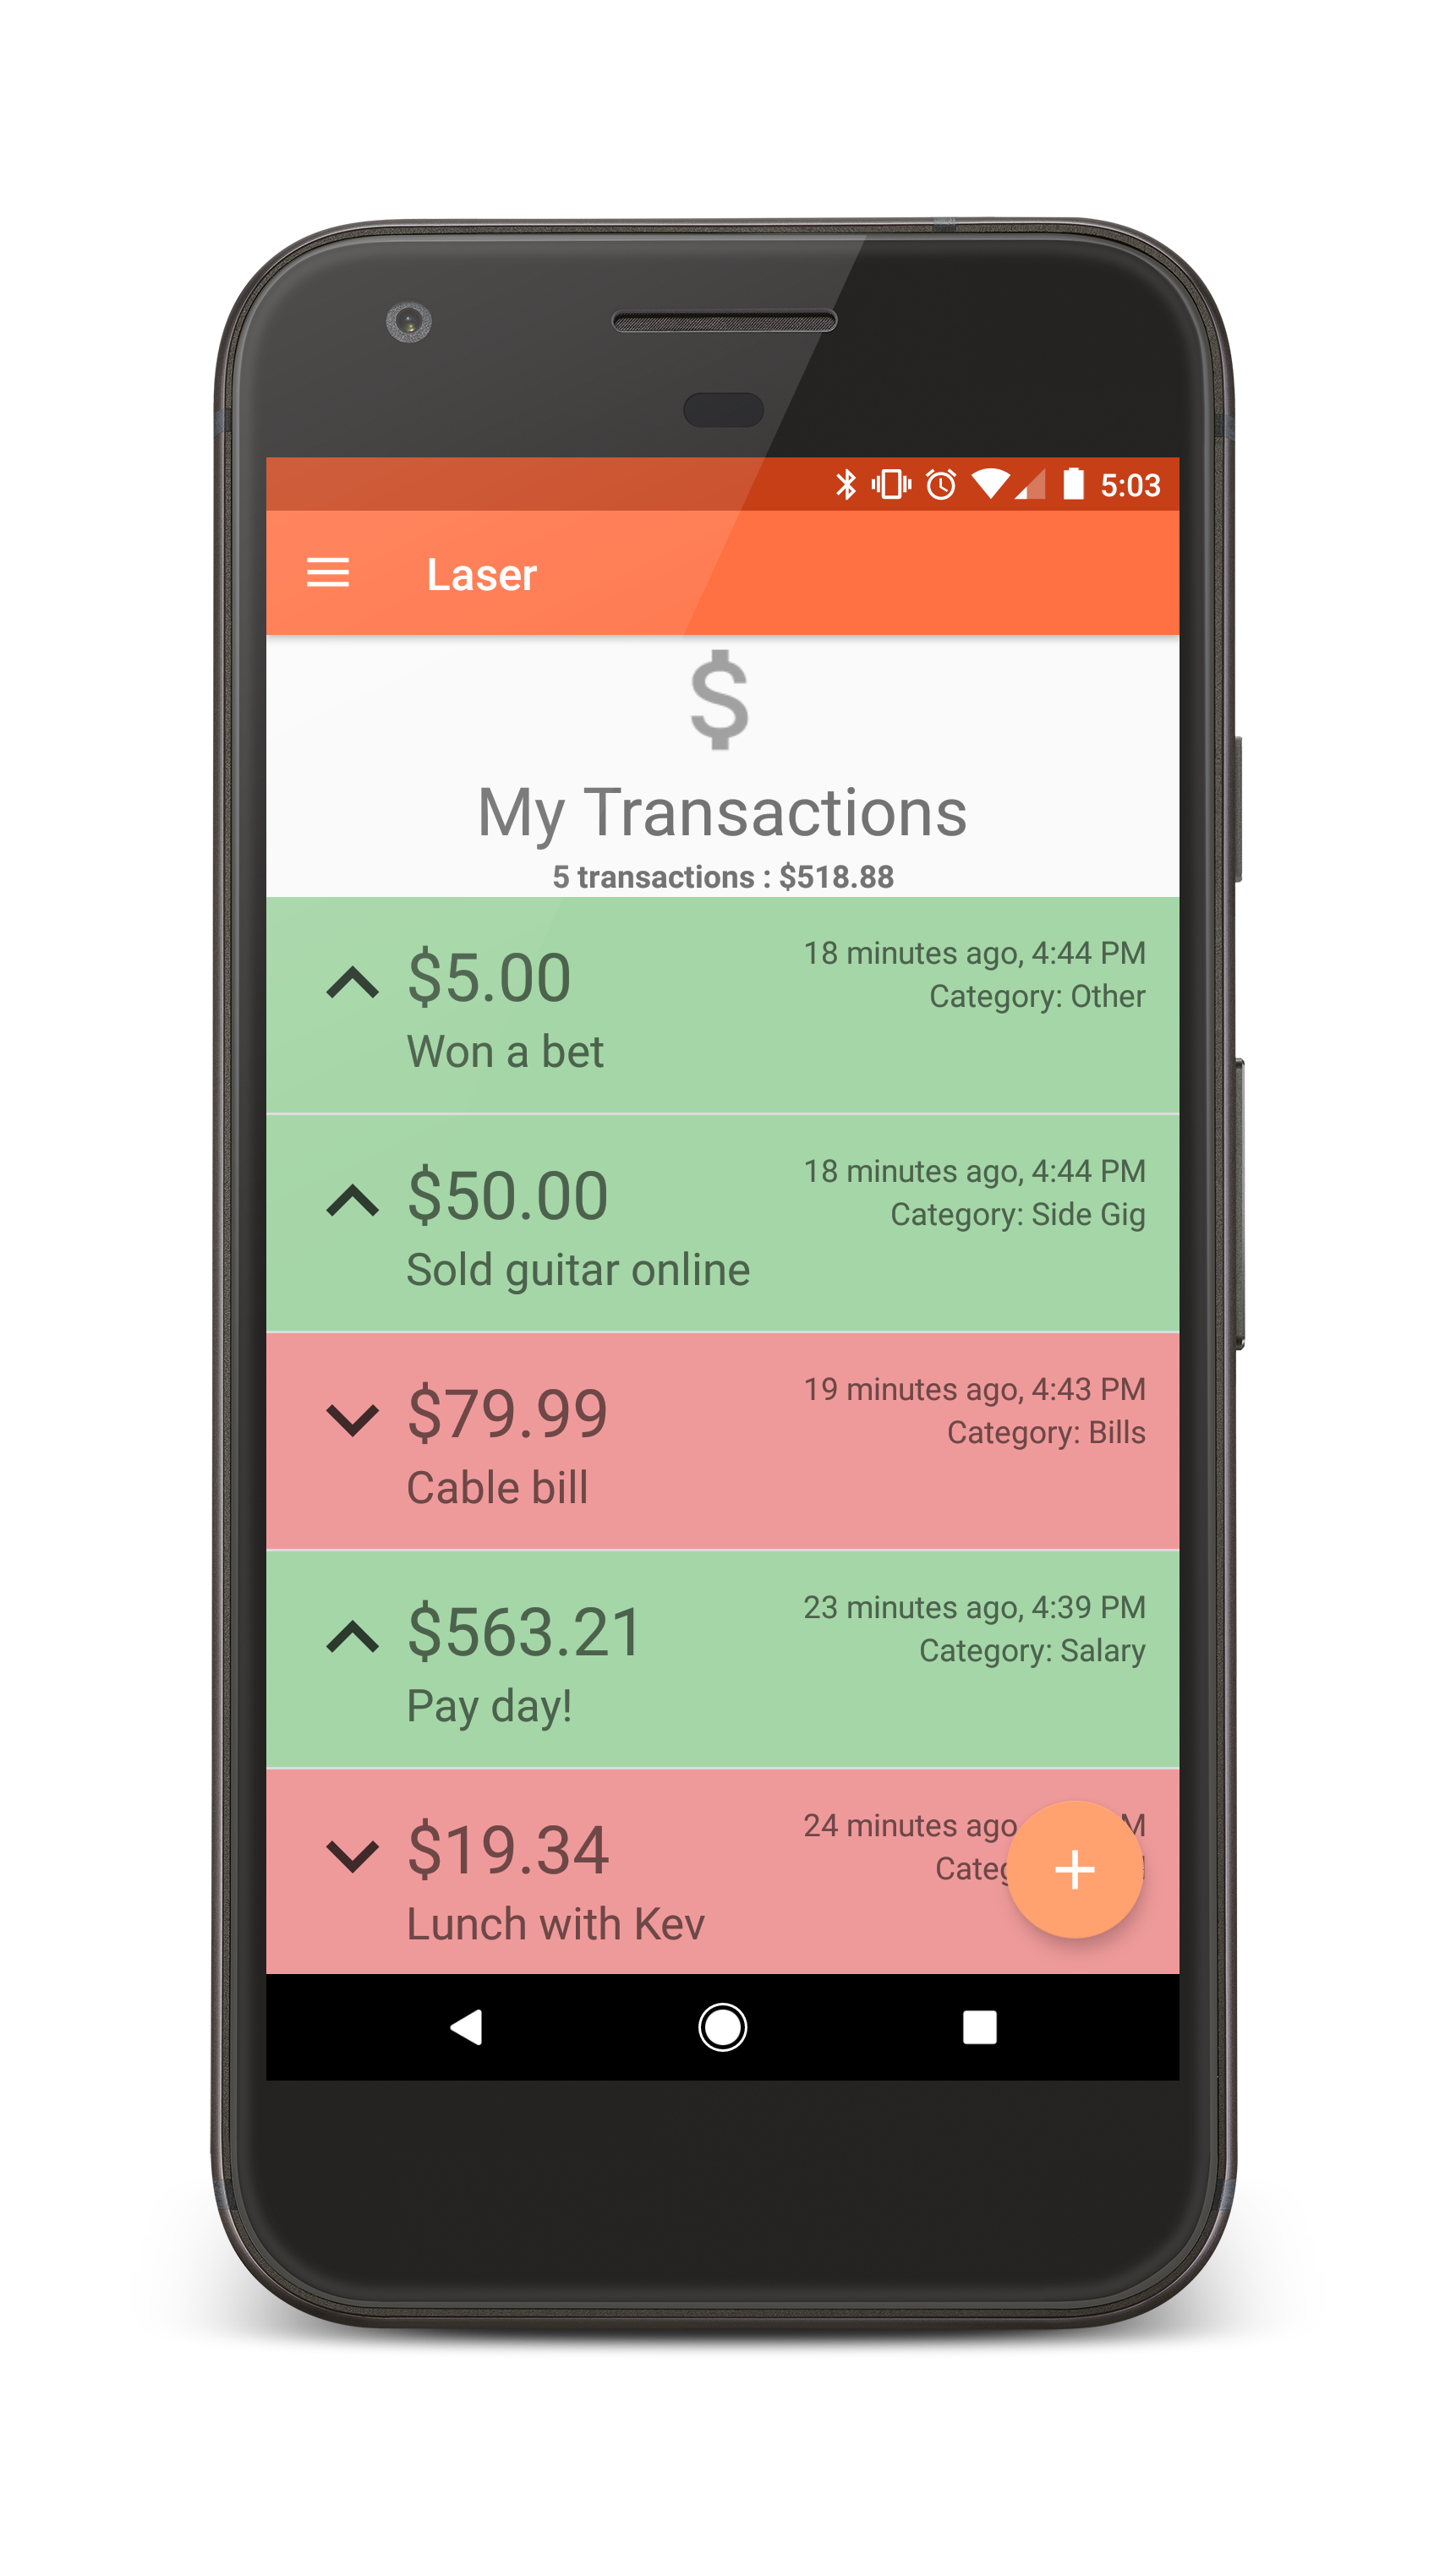 5:03
Laser
$
My Transactions
5 transactions : $518.88
$5.00
18 minutes ago, 4:44 PM
Category: Other
Won a bet
$50.00
18 minutes ago, 4:44 PM
Category: Side Gig
Sold guitar online
$79.99
19 minutes ago, 4:43 PM
Category: Bills
Cable bill
$563.21
23 minutes ago, 4:39 PM
Category: Salary
Pay day!
$19.34
24 minutes ago
Lunch with Kev
+